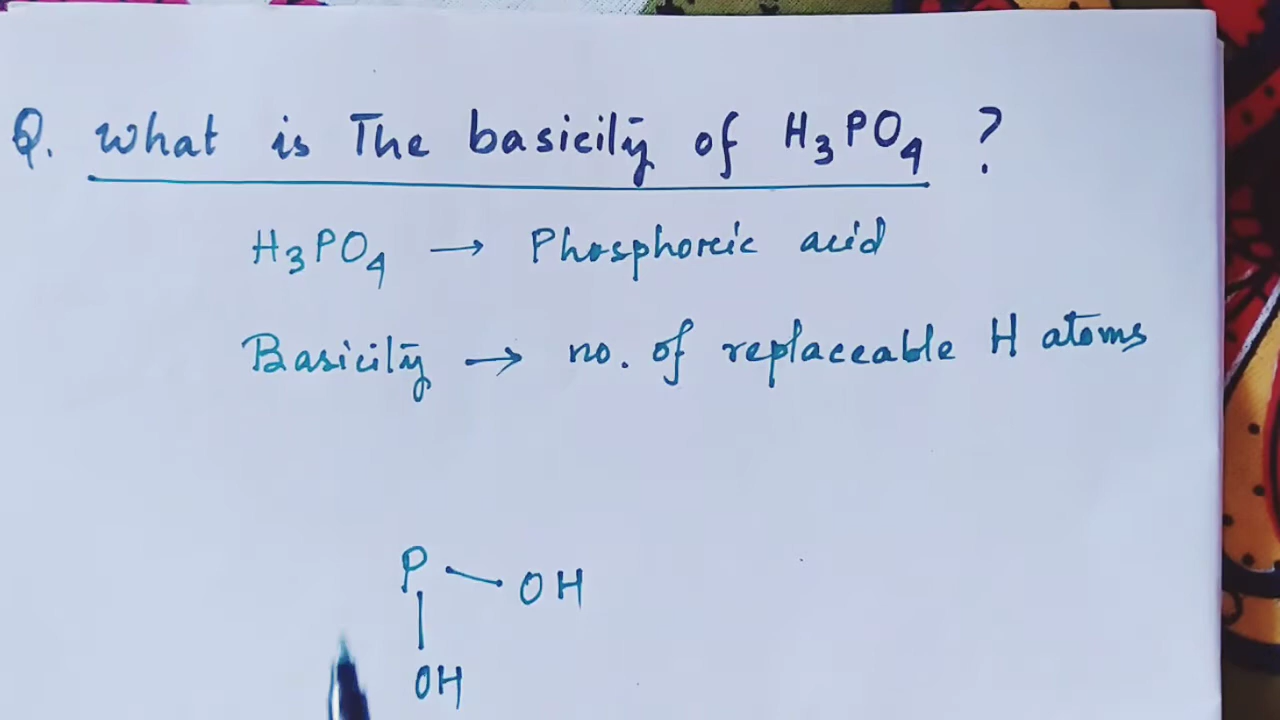 Q. What is The basicity of H₃PO₄ ?
H₃PO₄ → Phosphoric acid
Basicity → no. of replaceable H atoms
P — OH
|
OH